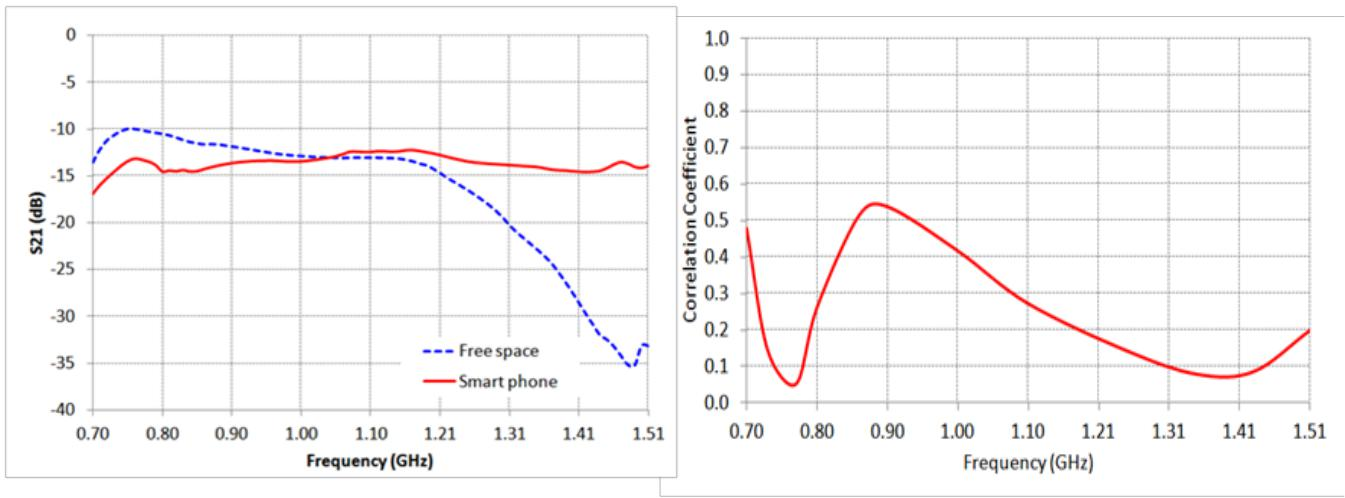 0
-5
-10
-15
-20
-25
-30
-35
-40
S21 (dB)
Free space
Smart phone
0.70 0.80 0.90 1.00 1.10 1.21 1.31 1.41 1.51
Frequency (GHz)
1.0
0.9
0.8
0.7
0.6
0.5
0.4
0.3
0.2
0.1
0.0
Correlation Coefficient
0.70 0.80 0.90 1.00 1.10 1.21 1.31 1.41 1.51
Frequency (GHz)